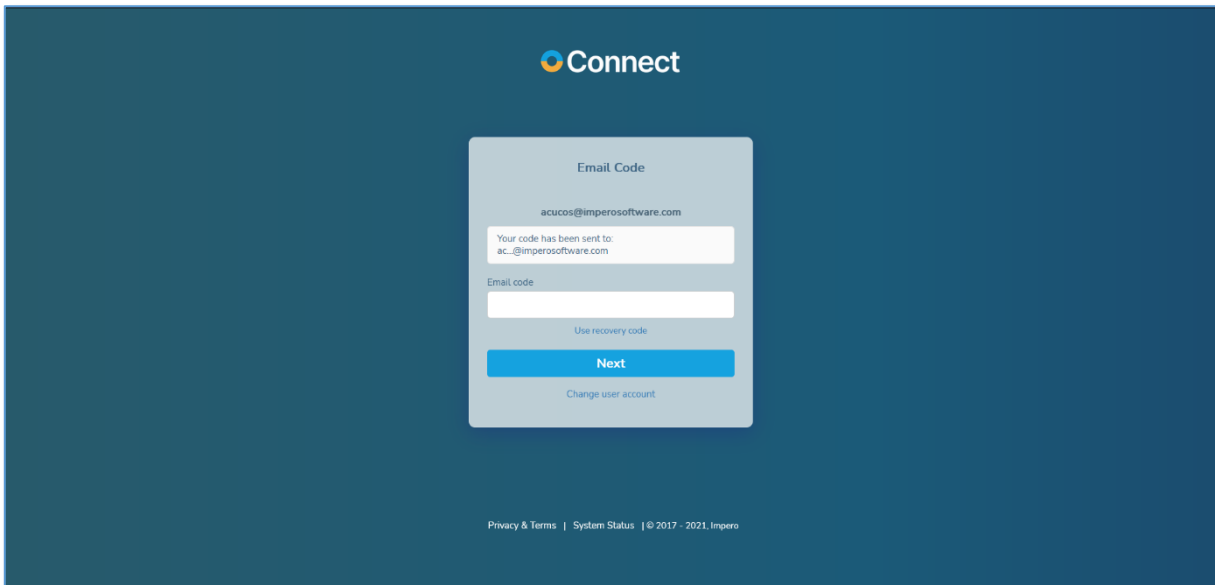 Connect
Email Code
acucos@imperosoftware.com
Your code has been sent to:
ac...@imperosoftware.com
Email code
Use recovery code
Next
Change user account
Privacy & Terms | System Status | © 2017 - 2021, Impero